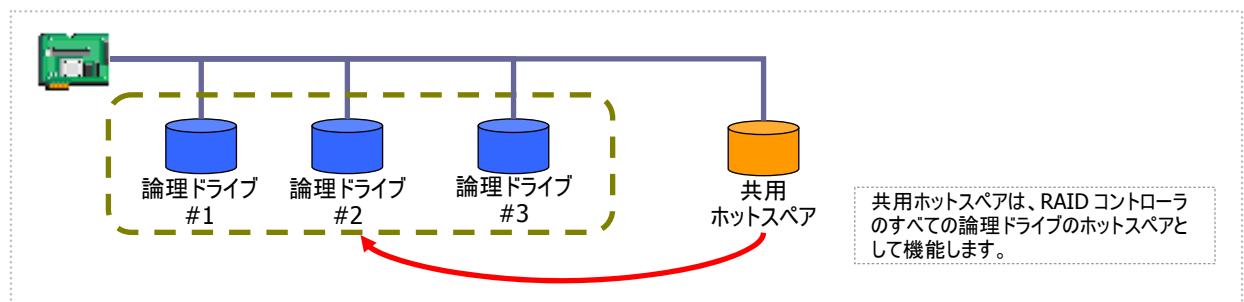 論理ドライブ
#1
論理ドライブ
#2
論理ドライブ
#3
共用
ホットスペア
共用ホットスペアは、RAID コントローラ
のすべての論理ドライブのホットスペアと
して機能します。